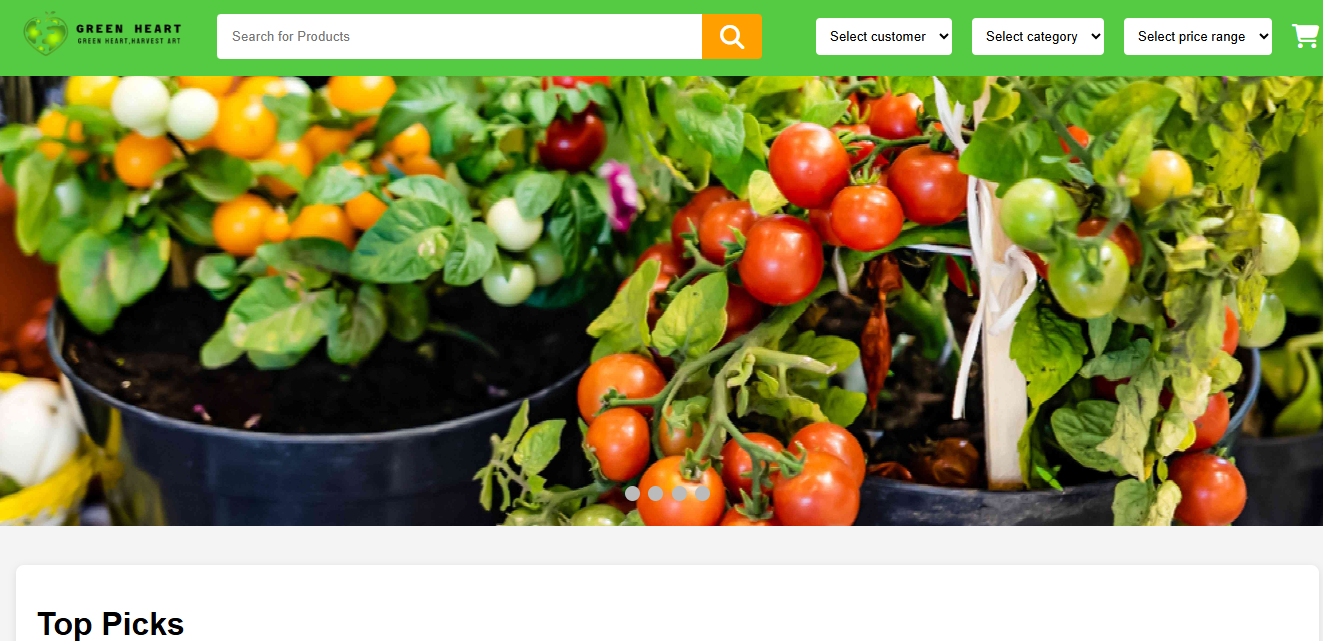 GREEN HEART
GREEN HEART,HARVEST ART
Search for Products
Select customer
Select category
Select price range
Top Picks